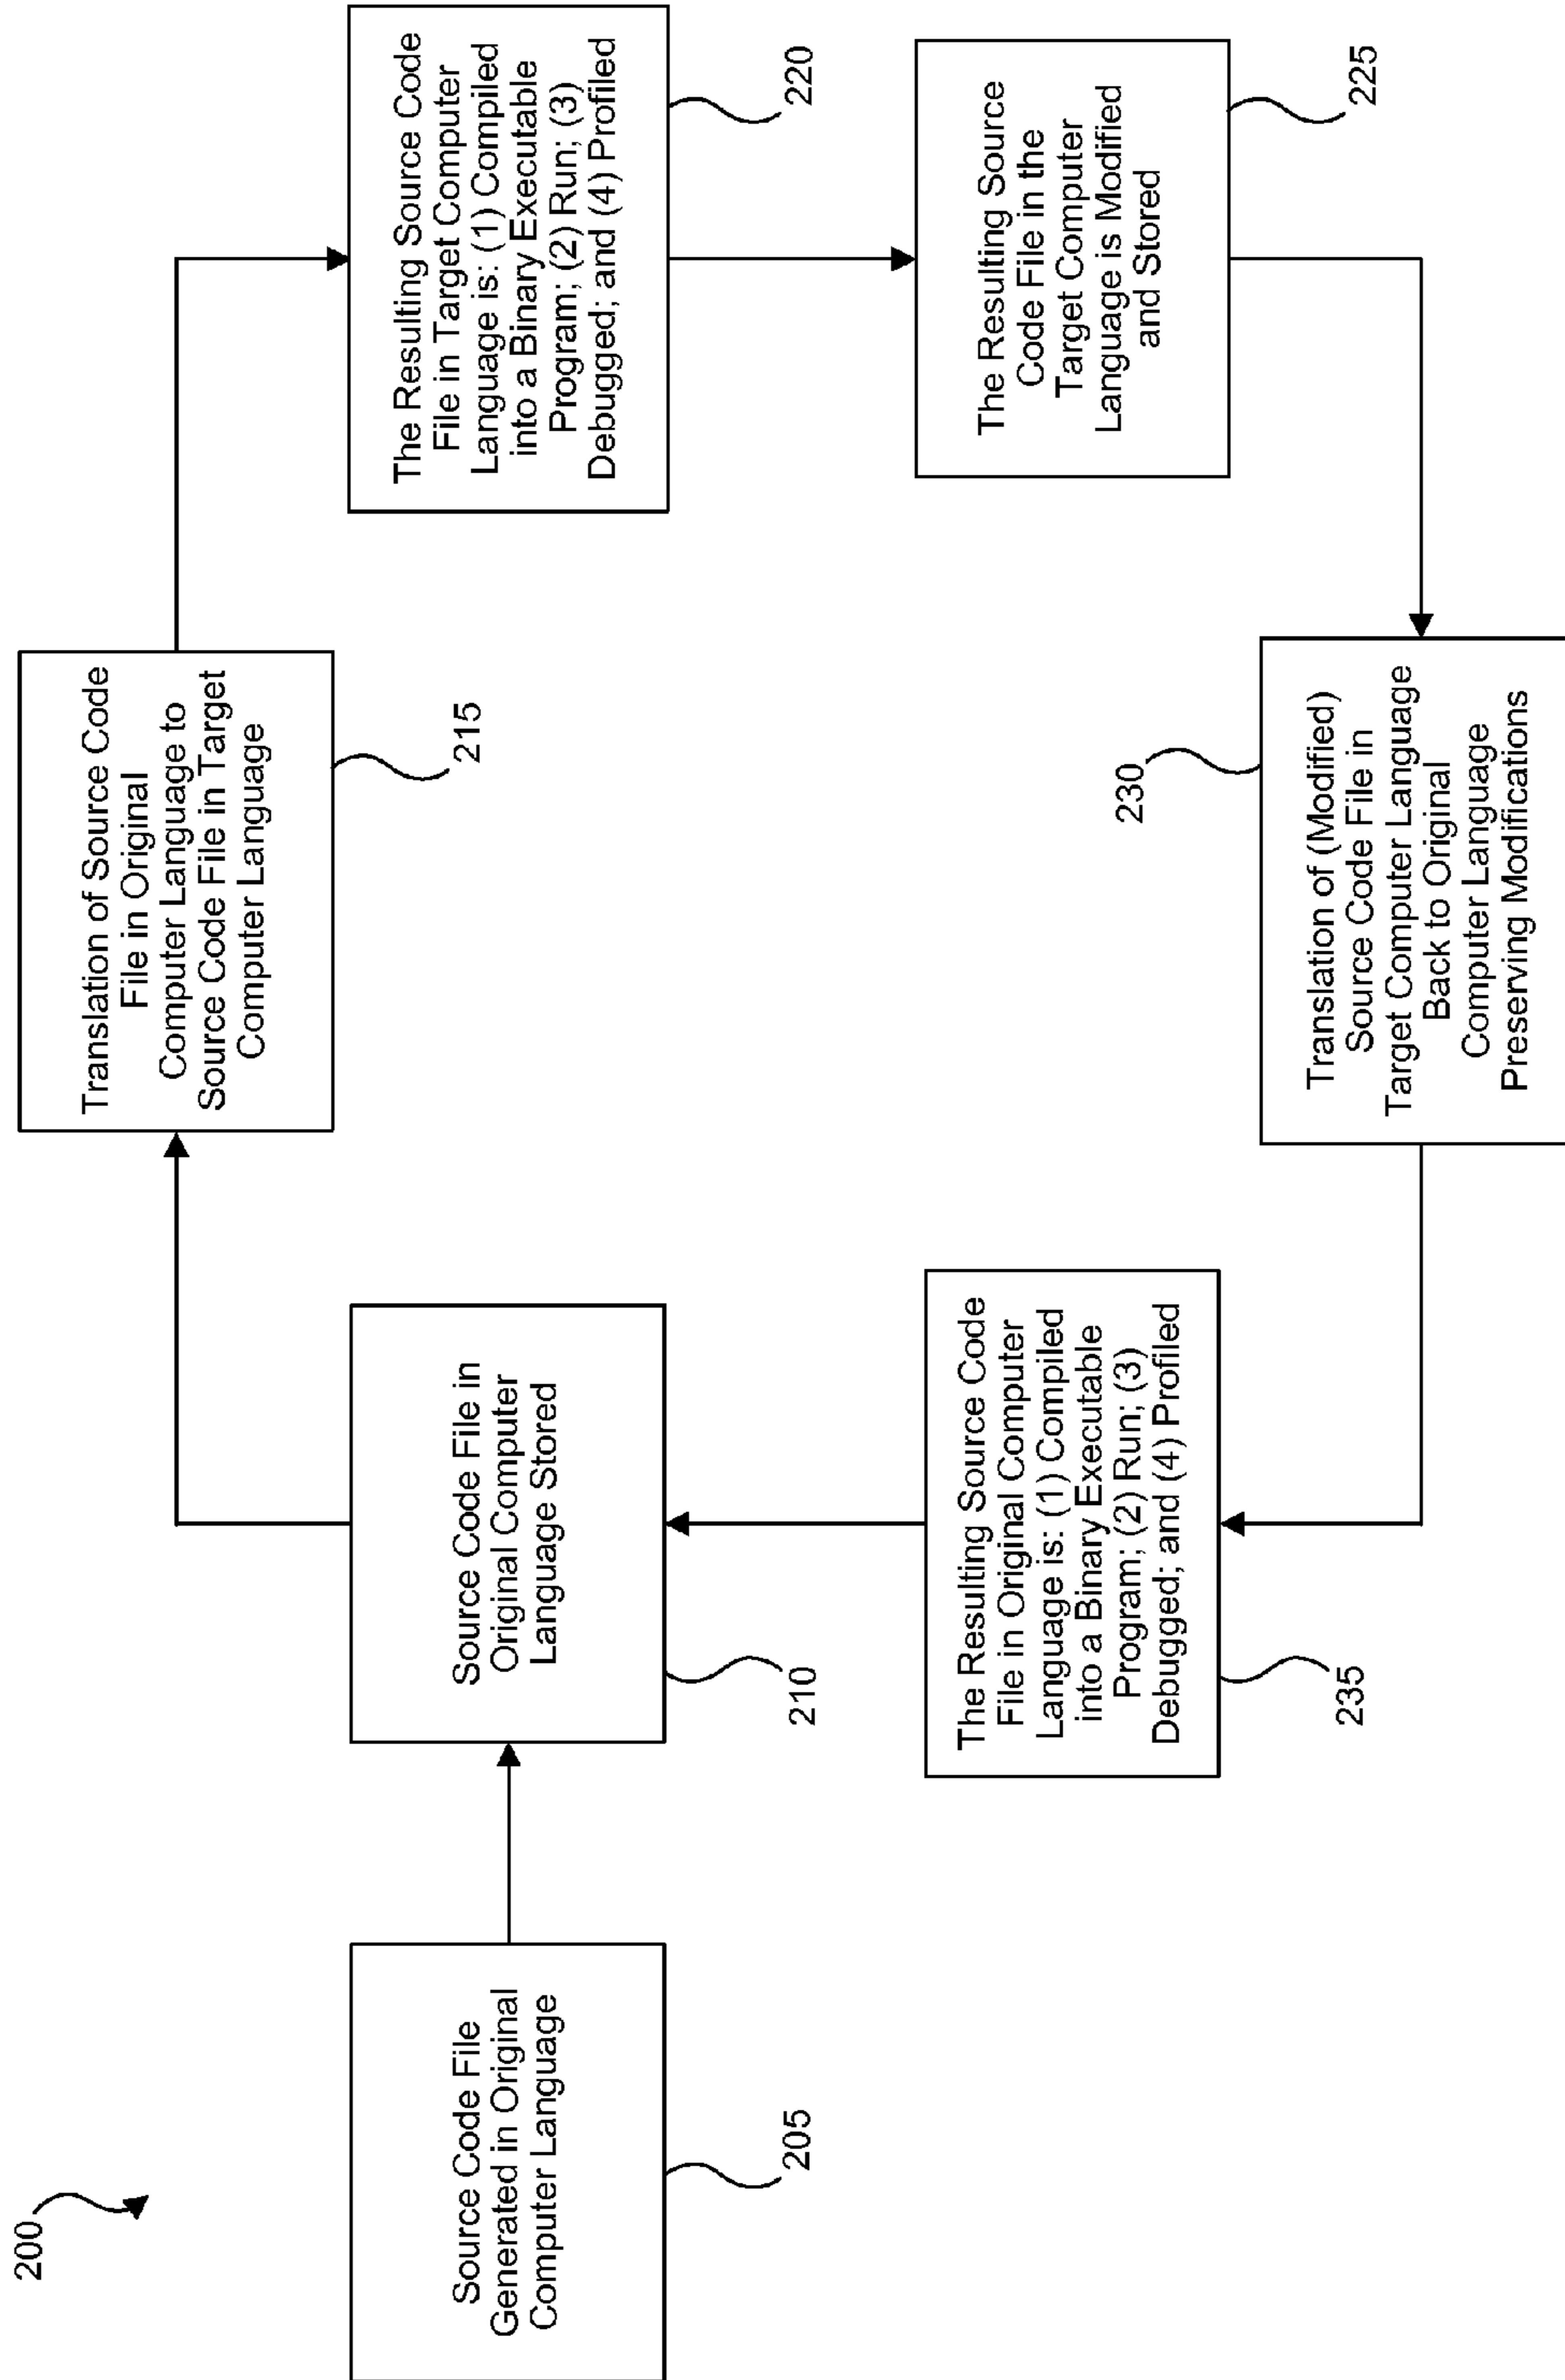 200
Source Code File
Generated in Original
Computer Language
205
Source Code File in
Original Computer
Language Stored
210
Translation of Source Code
File in Original
Computer Language to
Source Code File in Target
Computer Language
215
The Resulting Source Code
File in Target Computer
Language is: (1) Compiled
into a Binary Executable
Program; (2) Run; (3)
Debugged; and (4) Profiled
220
The Resulting Source
Code File in the
Target Computer
Language is Modified
and Stored
225
230
Translation of (Modified)
Source Code File in
Target Computer Language
Back to Original
Computer Language
Preserving Modifications
The Resulting Source Code
File in Original Computer
Language is: (1) Compiled
into a Binary Executable
Program; (2) Run; (3)
Debugged; and (4) Profiled
235